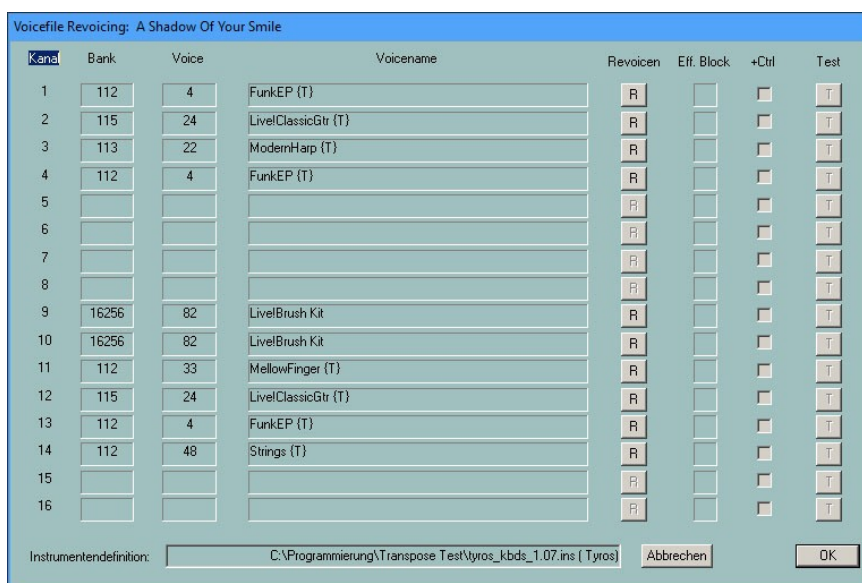 Voicefile Revoicing: A Shadow Of Your Smile
Kanal Bank Voice Voicename Revoicen Eff. Block +Ctrl Test
1 112 4 FunkEP {T} R T
2 115 24 Live!ClassicGtr {T} R T
3 113 22 ModernHarp {T} R T
4 112 4 FunkEP {T} R T
5 R T
6 R T
7 R T
8 R T
9 16256 82 Live!Brush Kit R T
10 16256 82 Live!Brush Kit R T
11 112 33 MellowFinger {T} R T
12 115 24 Live!ClassicGtr {T} R T
13 112 4 FunkEP {T} R T
14 112 48 Strings {T} R T
15 R T
16 R T
Instrumentendefinition: C:\Programmierung\Transpose Test\tyros_kbds_1.07.ins ( Tyros) Abbrechen OK